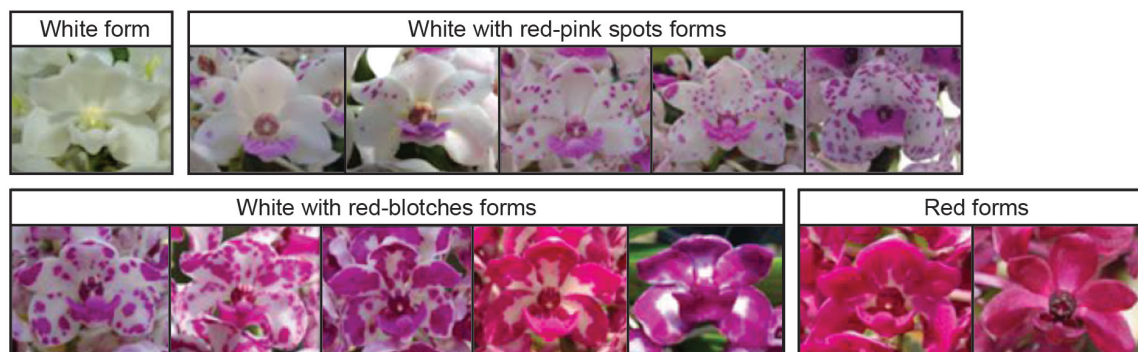 White form
White with red-pink spots forms
White with red-blotches forms
Red forms